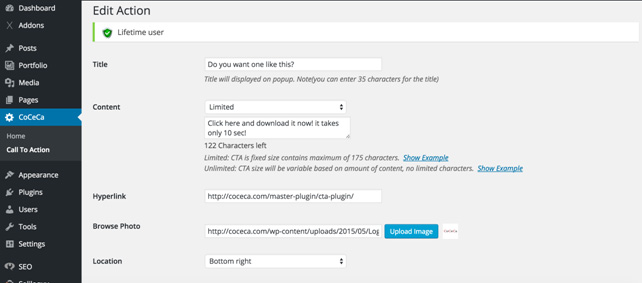 Dashboard
Addons
Posts
Portfolio
Media
Pages
CoCeCa
Home
Call To Action
Appearance
Plugins
Users
Tools
Settings
SEO
Edit Action
Lifetime user
Title
Do you want one like this?
Title will displayed on popup. Note(you can enter 35 characters for the title)
Content
Limited
Click here and download it now! it takes
only 10 sec!
122 Characters left
Limited: CTA is fixed size contains maximum of 175 characters. Show Example
Unlimited: CTA size will be variable based on amount of content, no limited characters. Show Example
Hyperlink
http://cococa.com/master-plugin/cta-plugin/
Browse Photo
http://coceca.com/wp-content/uploads/2015/05/Log
Upload Image
Location
Bottom right